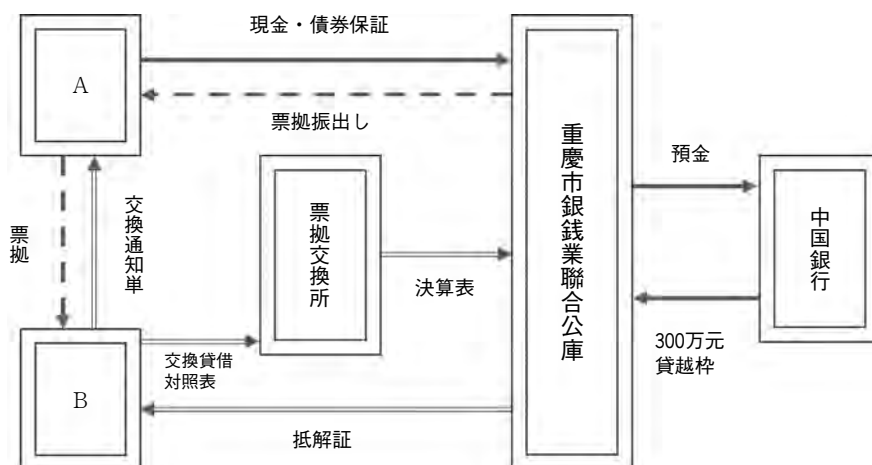 現金・債券保証
A
票拠振出し
重慶市銀銭業聯合公庫
預金
中国銀行
票拠
交換通知単
票拠交換所
決算表
300万元
貸越枠
交換貸借
対照表
B
抵解証